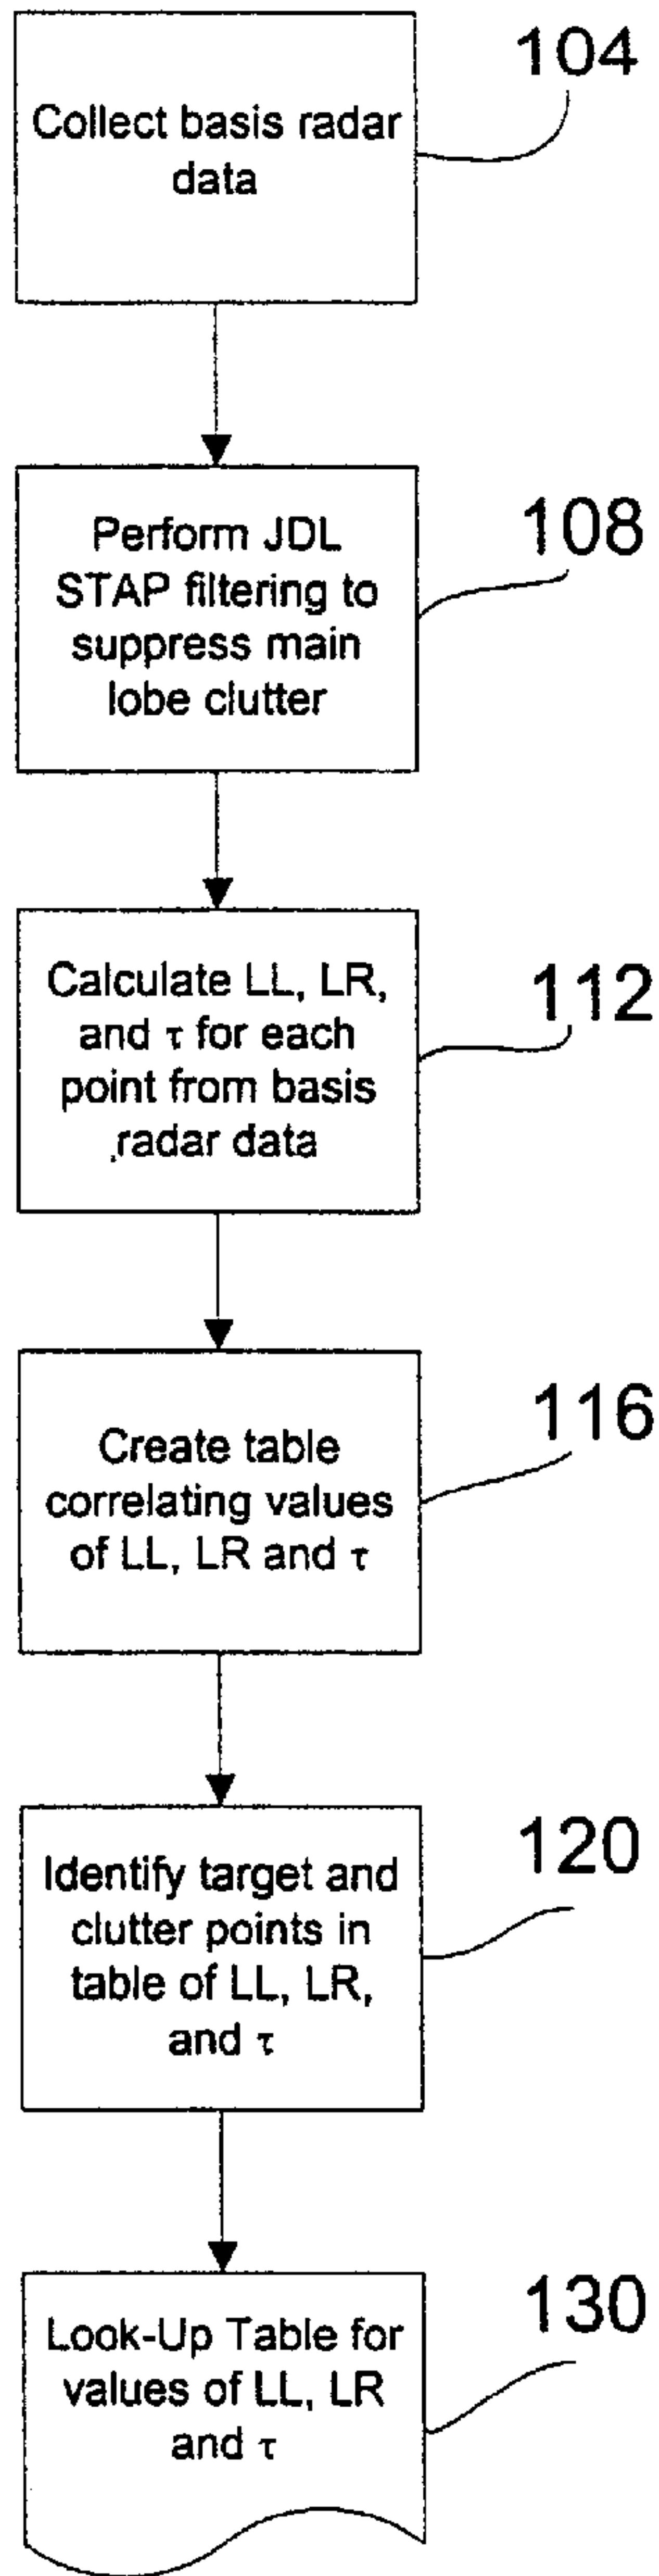 104
Collect basis radar
data
108
Perform JDL
STAP filtering to
suppress main
lobe clutter
112
Calculate LL, LR,
and τ for each
point from basis
radar data
116
Create table
correlating values
of LL, LR and τ
120
Identify target and
clutter points in
table of LL, LR,
and τ
130
Look-Up Table for
values of LL, LR
and τ